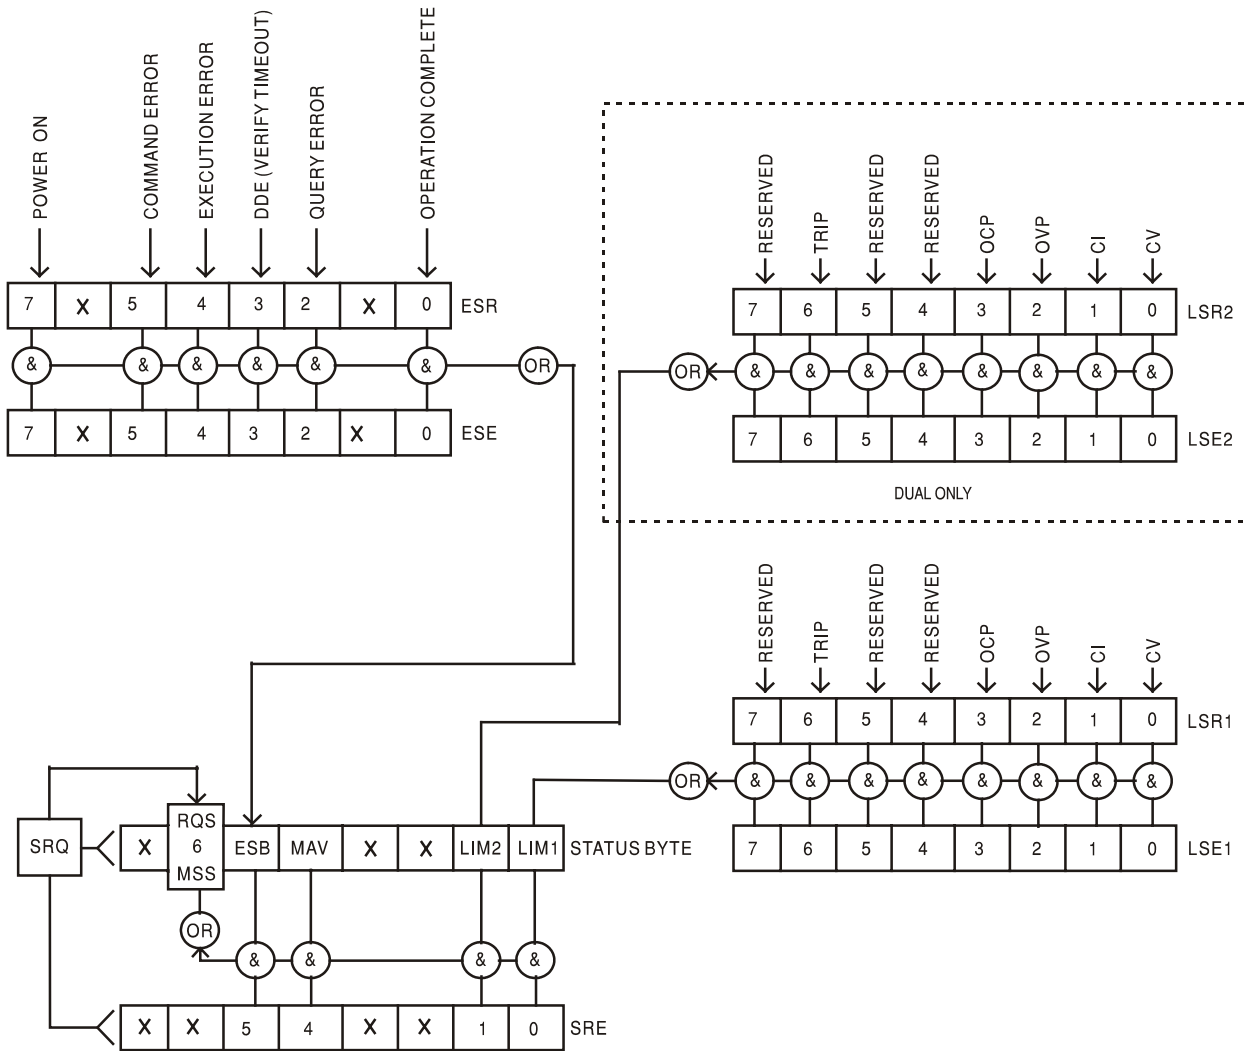 POWER ON
COMMAND ERROR
EXECUTION ERROR
DDE (VERIFY TIMEOUT)
QUERY ERROR
OPERATION COMPLETE
7 X 5 4 3 2 X 0 ESR
& & & & & & OR
7 X 5 4 3 2 X 0 ESE
RESERVED
TRIP
RESERVED
RESERVED
OCP
OVP
CI
CV
7 6 5 4 3 2 1 0 LSR2
OR & & & & & & & &
7 6 5 4 3 2 1 0 LSE2
DUAL ONLY
RESERVED
TRIP
RESERVED
RESERVED
OCP
OVP
CI
CV
7 6 5 4 3 2 1 0 LSR1
OR & & & & & & & &
7 6 5 4 3 2 1 0 LSE1
SRQ
X
RQS
6
MSS
ESB MAV X X LIM2 LIM1 STATUS BYTE
OR
& & & &
X X 5 4 X X 1 0 SRE